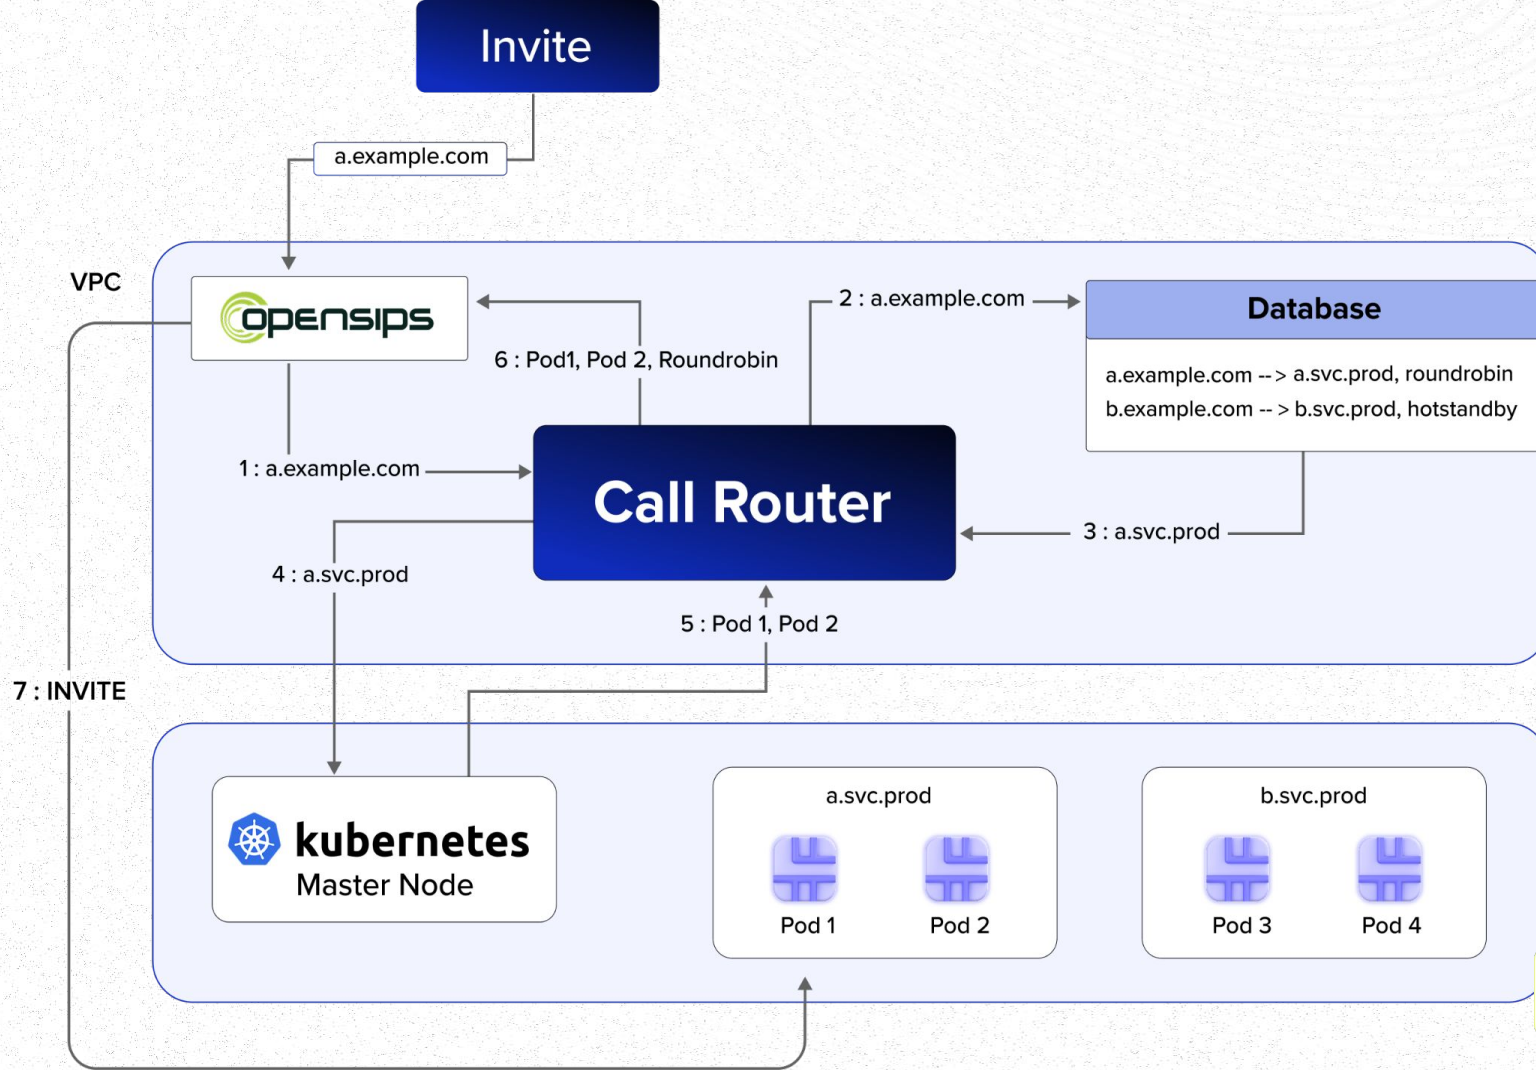 Invite
a.example.com
VPC
opensips
2 : a.example.com
Database
6 : Pod1, Pod 2, Roundrobin
a.example.com -- > a.svc.prod, roundrobin
b.example.com -- > b.svc.prod, hotstandby
1 : a.example.com
Call Router
3 : a.svc.prod
4 : a.svc.prod
5 : Pod 1, Pod 2
7 : INVITE
kubernetes
Master Node
a.svc.prod
Pod 1
Pod 2
b.svc.prod
Pod 3
Pod 4